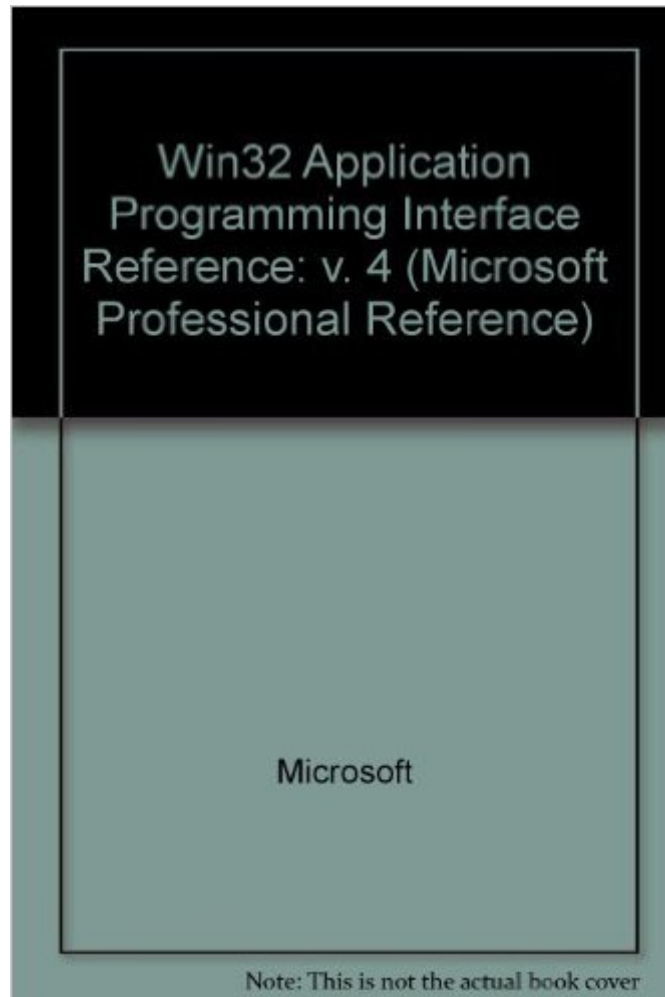 Win32 Application
Programming Interface
Reference: v. 4 (Microsoft
Professional Reference)
Microsoft
Note: This is not the actual book cover